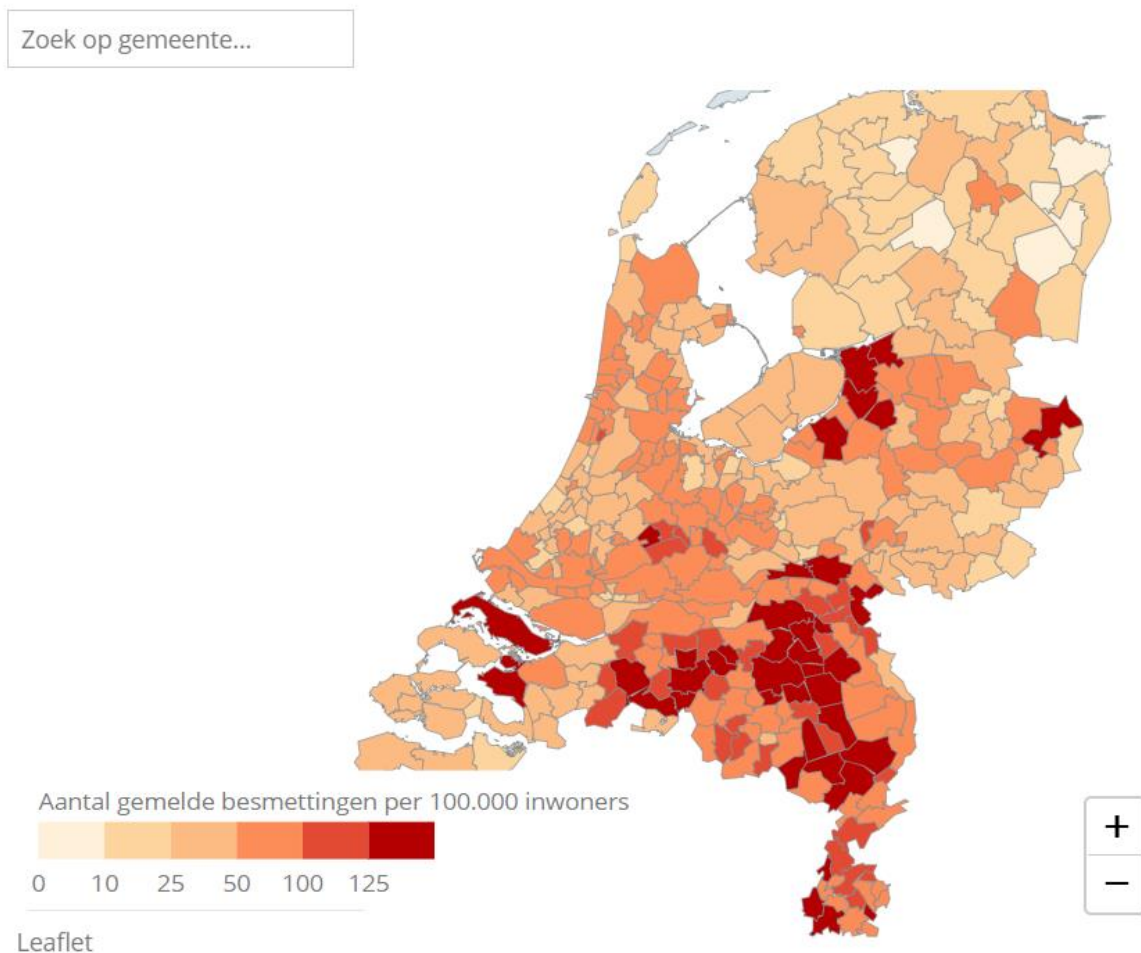 Zoek op gemeente...
Aantal gemelde besmettingen per 100.000 inwoners
0 10 25 50 100 125
+
−
Leaflet